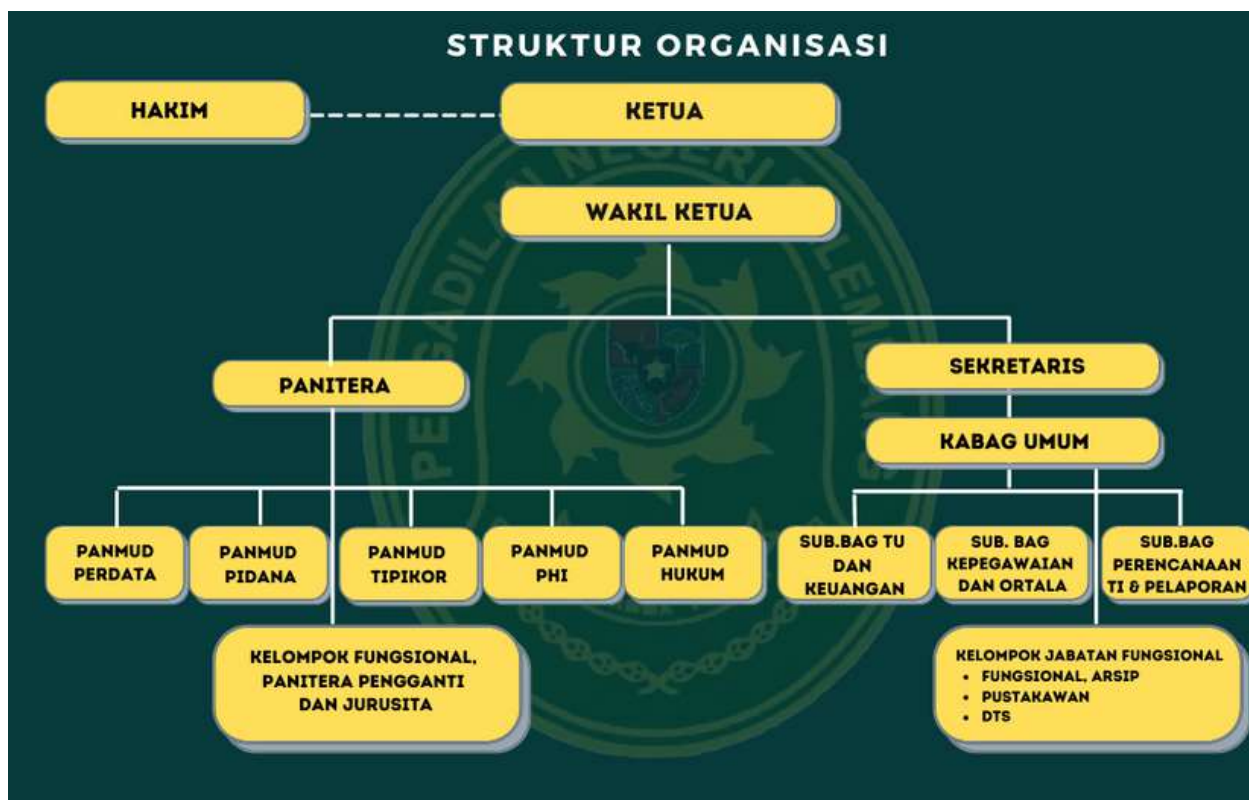 STRUKTUR ORGANISASI
HAKIM
KETUA
WAKIL KETUA
PANITERA
SEKRETARIS
KABAG UMUM
PANMUD
PERDATA
PANMUD
PIDANA
PANMUD
TIPIKOR
PANMUD
PHI
PANMUD
HUKUM
SUB.BAG TU
DAN
KEUANGAN
SUB. BAG
KEPEGAWAIAN
DAN ORTALA
SUB.BAG
PERENCANAAN
TI & PELAPORAN
KELOMPOK FUNGSIONAL,
PANITERA PENGGANTI
DAN JURUSITA
KELOMPOK JABATAN FUNGSIONAL
• FUNGSIONAL, ARSIP
• PUSTAKAWAN
• DTS